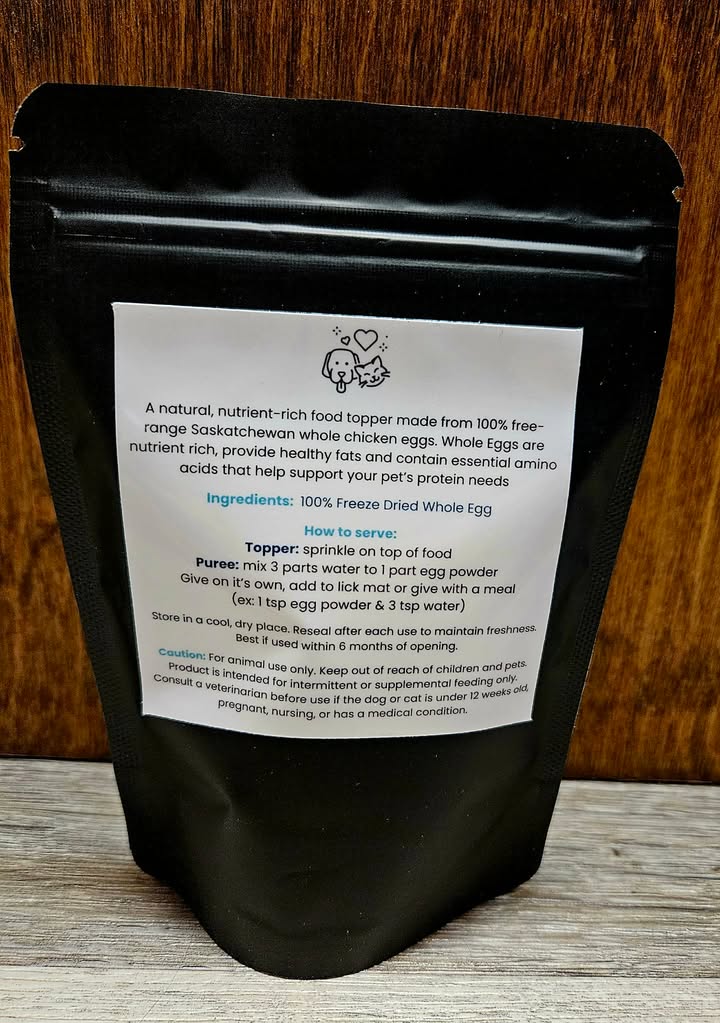 A natural, nutrient-rich food topper made from 100% free-
range Saskatchewan whole chicken eggs. Whole Eggs are
nutrient rich, provide healthy fats and contain essential amino
acids that help support your pet's protein needs
Ingredients: 100% Freeze Dried Whole Egg
How to serve:
Topper: sprinkle on top of food
Puree: mix 3 parts water to 1 part egg powder
Give on it's own, add to lick mat or give with a meal
(ex: 1 tsp egg powder & 3 tsp water)
Store in a cool, dry place. Reseal after each use to maintain freshness.
Best if used within 6 months of opening.
Caution: For animal use only. Keep out of reach of children and pets.
Product is intended for intermittent or supplemental feeding only.
Consult a veterinarian before use if the dog or cat is under 12 weeks old,
pregnant, nursing, or has a medical condition.